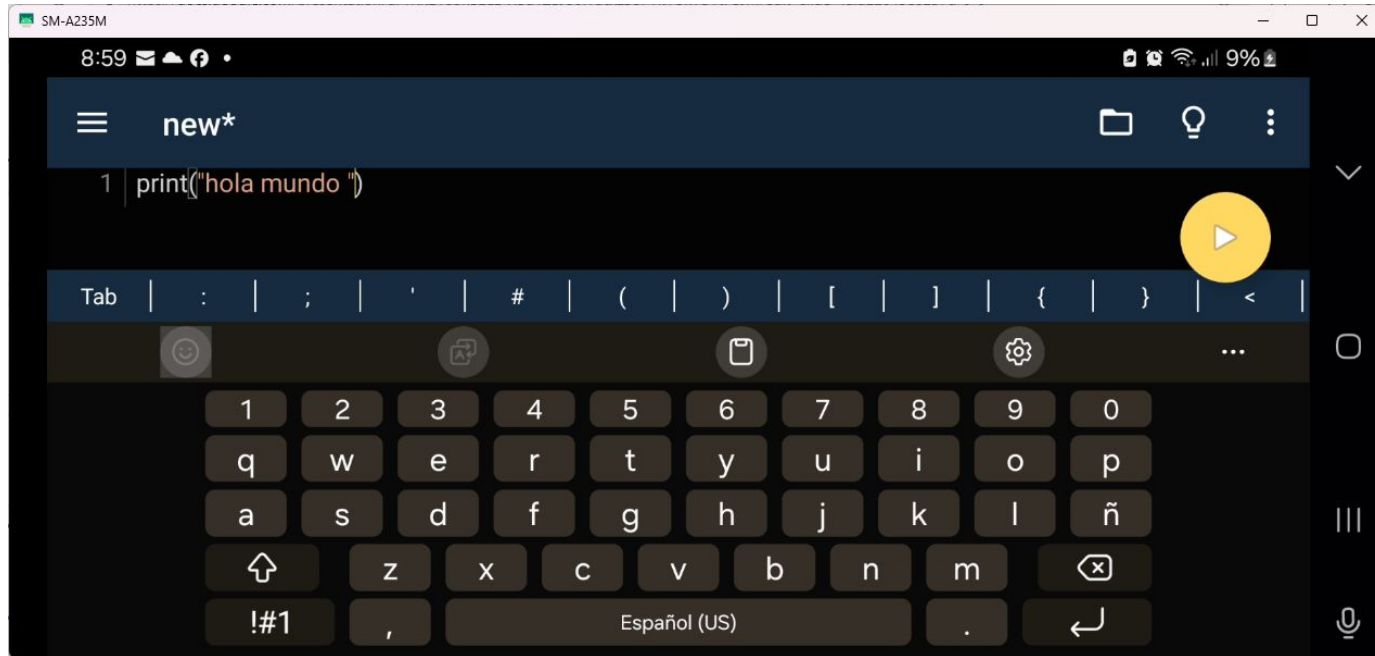 SM-A235M
8:59 9%
new*
1 print("hola mundo ")
Tab : ; ' # ( ) [ ] { } <
1 2 3 4 5 6 7 8 9 0
q w e r t y u i o p
a s d f g h j k l ñ
z x c v b n m
!#1 , Español (US) .